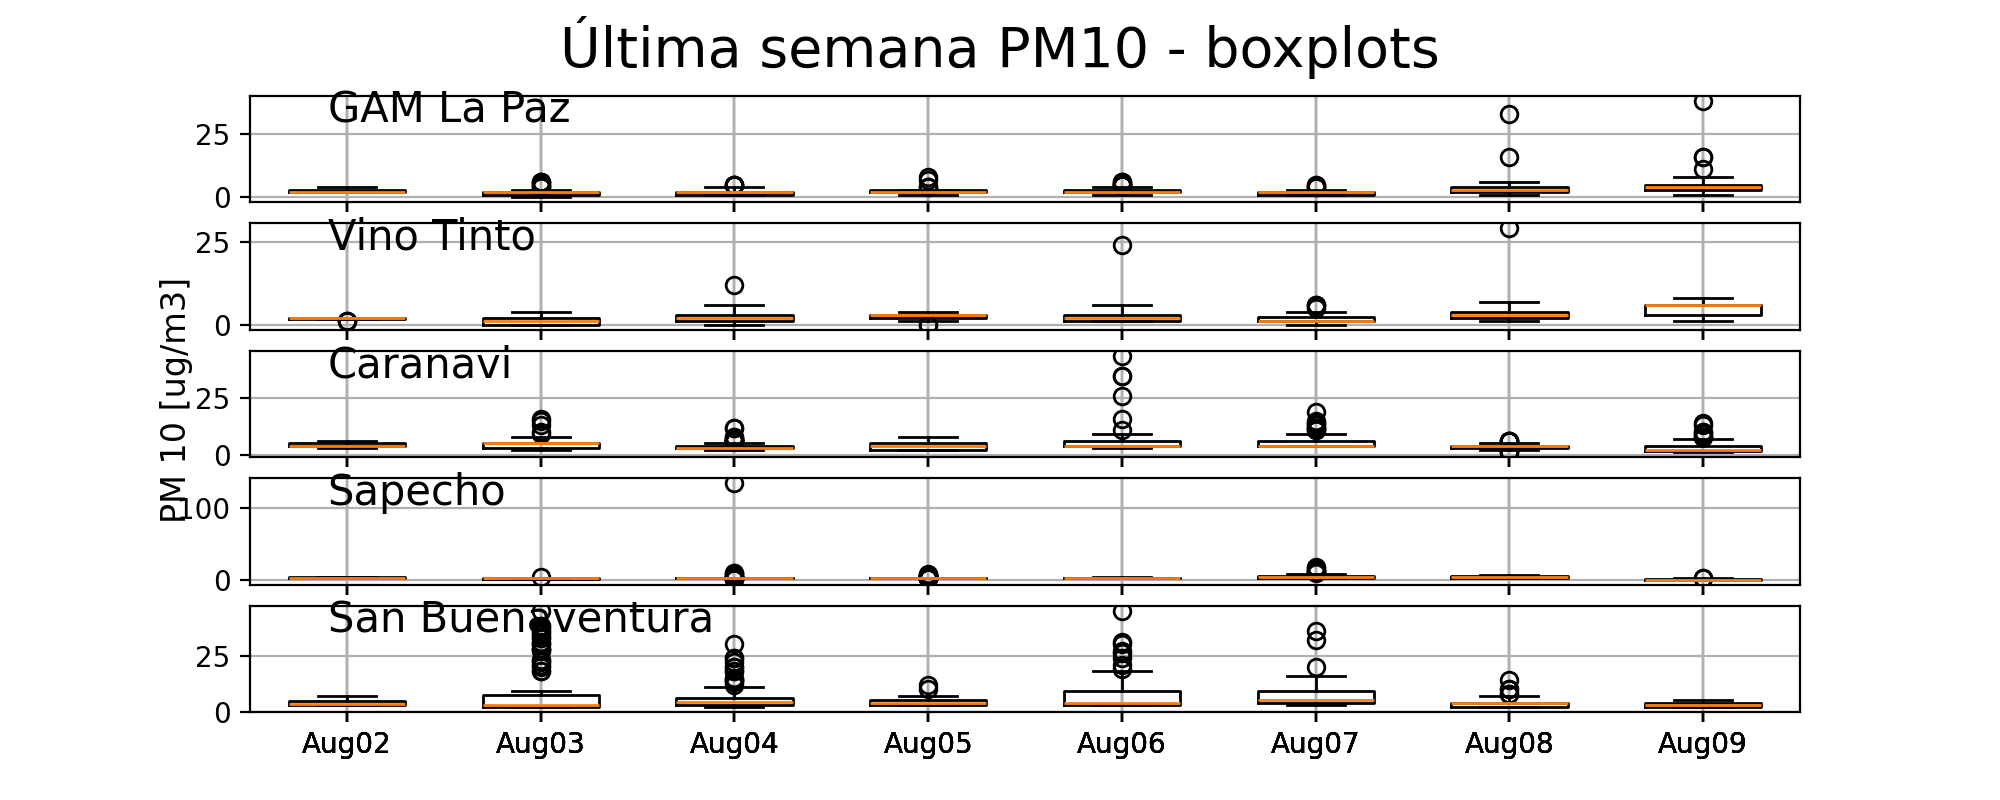 Última semana PM10 - boxplots
GAM La Paz
25
0
Vino Tinto
25
0
PM 10 [ug/m3]
Caranavi
25
0
Sapecho
100
0
San Buenaventura
25
0
Aug02 Aug03 Aug04 Aug05 Aug06 Aug07 Aug08 Aug09